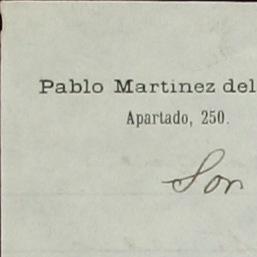 Pablo Martinez del
Apartado, 250.
Sor